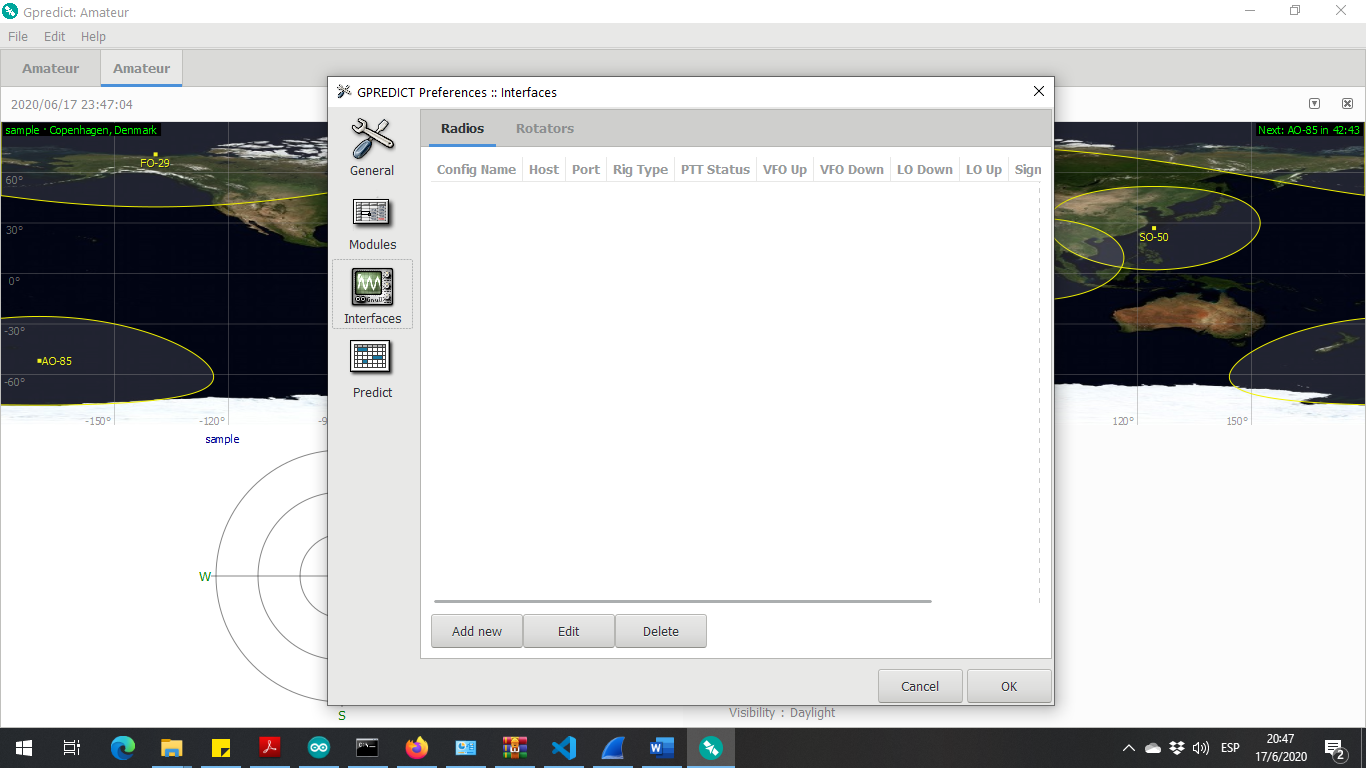 Gpredict: Amateur
File Edit Help
Amateur Amateur
2020/06/17 23:47:04
sample · Copenhagen, Denmark
Next: AO-85 in 42:43
FO-29
60°
30°
0°
-30°
-60°
AO-85
-150° -120° -9
SO-50
120° 150°
sample
W
S
Visibility : Daylight
GPREDICT Preferences :: Interfaces
General
Modules
Interfaces
Predict
Radios Rotators
Config Name Host Port Rig Type PTT Status VFO Up VFO Down LO Down LO Up Sign
Add new Edit Delete
Cancel OK
ESP
20:47
17/6/2020
2